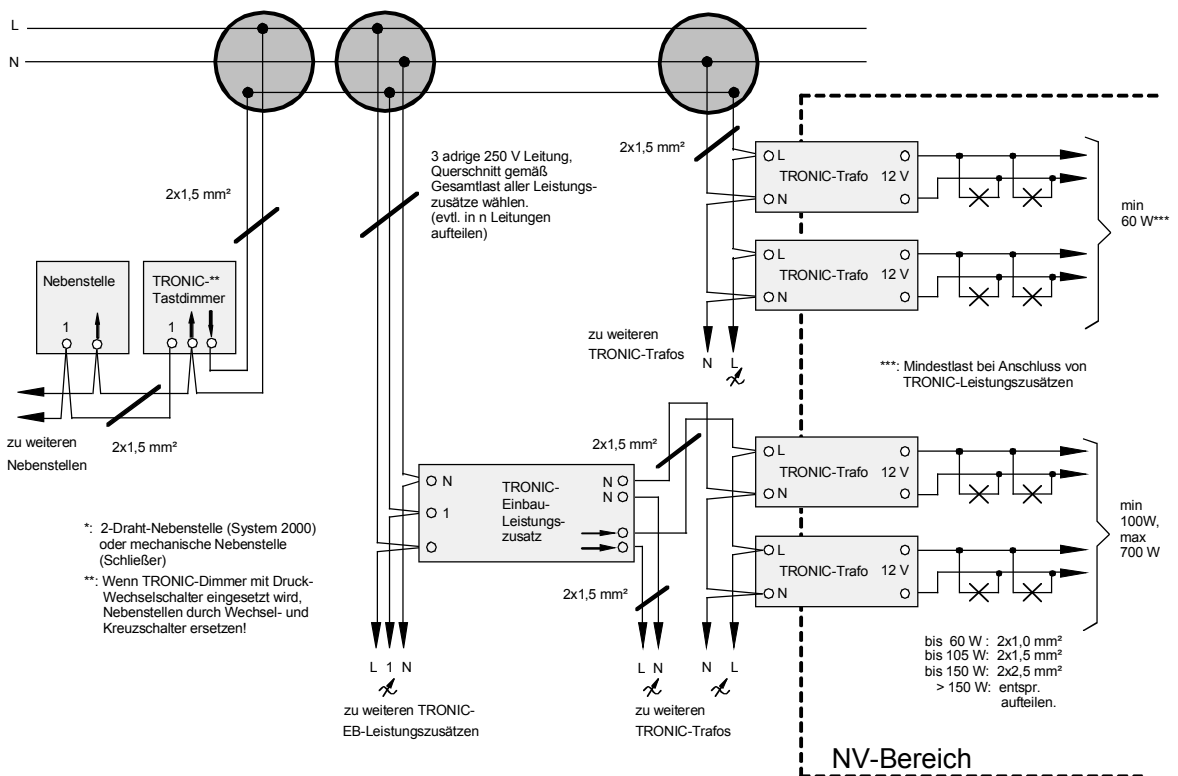 L
N
2x1,5 mm²
3 adrige 250 V Leitung,
Querschnitt gemäß
Gesamtlast aller Leistungs-
zusätze wählen.
(evtl. in n Leitungen
aufteilen)
2x1,5 mm²
L
N
TRONIC-Trafo
12 V
L
N
TRONIC-Trafo
12 V
min
60 W***
Nebenstelle
1
TRONIC-**
Tastdimmer
1
zu weiteren
Nebenstellen
2x1,5 mm²
zu weiteren
TRONIC-Trafos
N L
***: Mindestlast bei Anschluss von
TRONIC-Leistungszusätzen
2x1,5 mm²
N
1
TRONIC-
Einbau-
Leistungs-
zusatz
N
N
L
N
TRONIC-Trafo
12 V
L
N
TRONIC-Trafo
12 V
min
100W,
max
700 W
*: 2-Draht-Nebenstelle (System 2000)
oder mechanische Nebenstelle
(Schließer)
**: Wenn TRONIC-Dimmer mit Druck-
Wechselschalter eingesetzt wird,
Nebenstellen durch Wechsel- und
Kreuzschalter ersetzen!
2x1,5 mm²
L 1 N
zu weiteren TRONIC-
EB-Leistungszusätzen
L N
N L
zu weiteren
TRONIC-Trafos
bis 60 W : 2x1,0 mm²
bis 105 W: 2x1,5 mm²
bis 150 W: 2x2,5 mm²
> 150 W: entspr.
aufteilen.
NV-Bereich